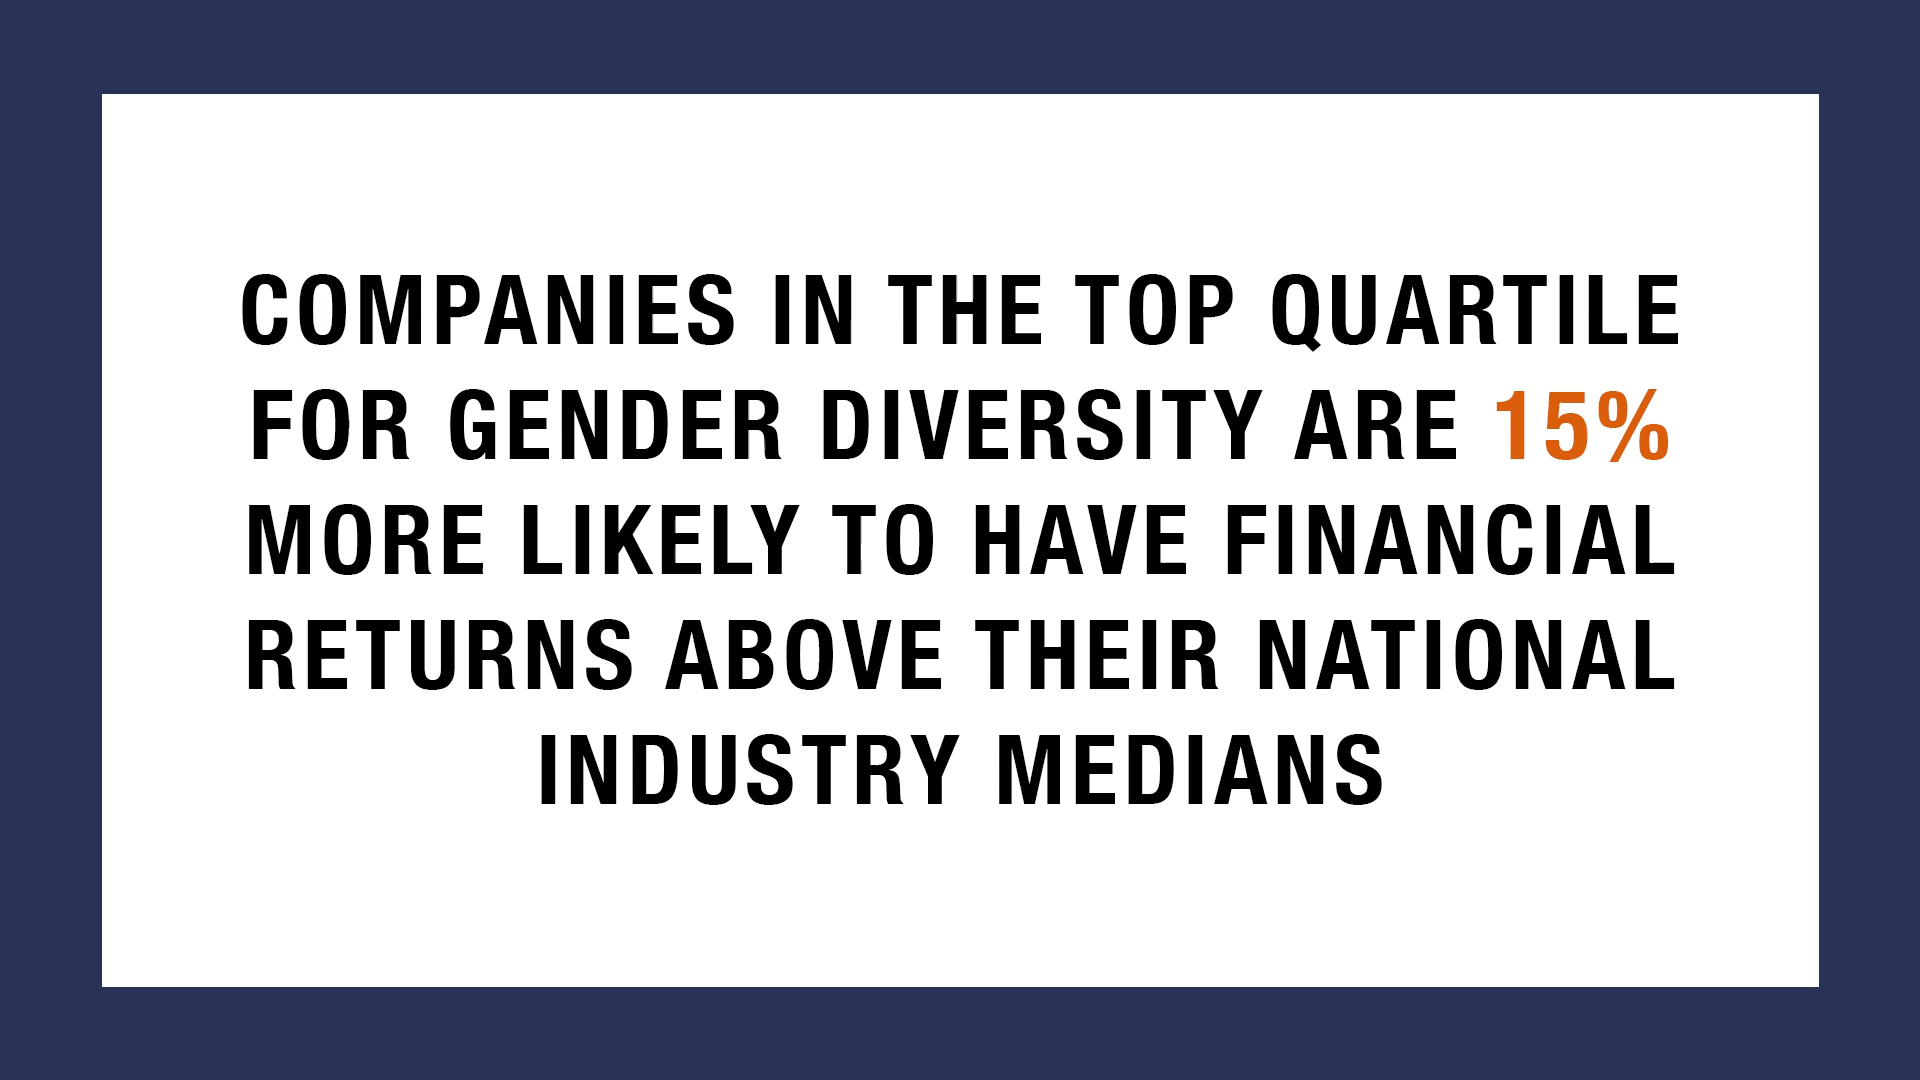 COMPANIES IN THE TOP QUARTILE
FOR GENDER DIVERSITY ARE 15%
MORE LIKELY TO HAVE FINANCIAL
RETURNS ABOVE THEIR NATIONAL
INDUSTRY MEDIANS